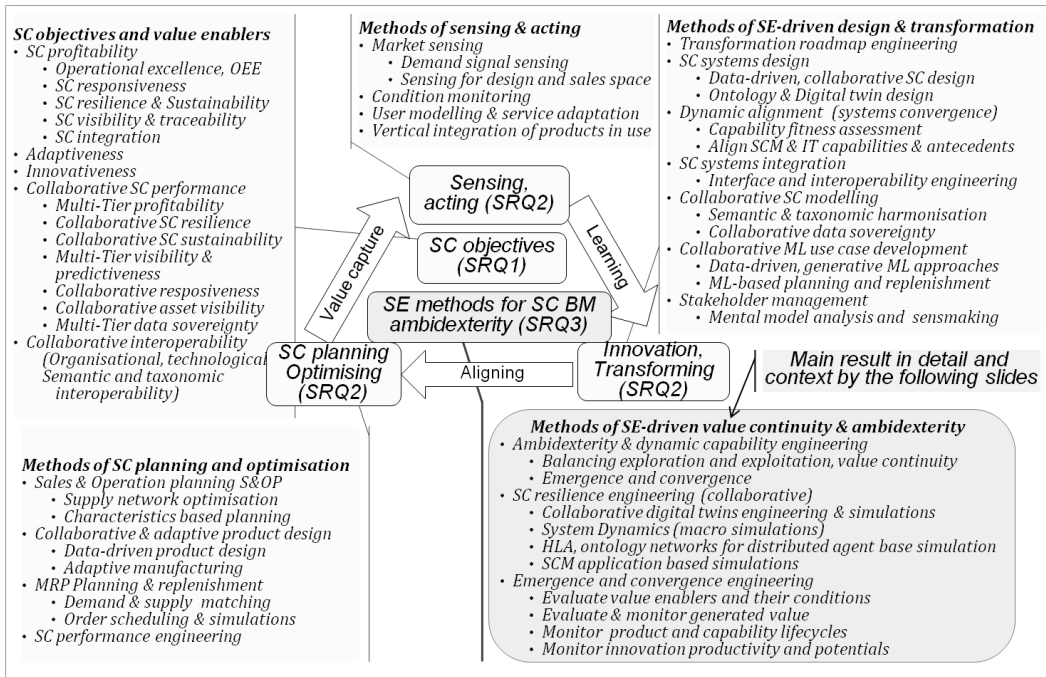 SC objectives and value enablers
• SC profitability
• Operational excellence, OEE
• SC responsiveness
• SC resilience & Sustainability
• SC visibility & traceability
• SC integration
• Adaptiveness
• Innovativeness
• Collaborative SC performance
• Multi-Tier profitability
• Collaborative SC resilience
• Collaborative SC sustainability
• Multi-Tier visibility &
predictiveness
• Collaborative resposiveness
• Collaborative asset visibility
• Multi-Tier data sovereignty
• Collaborative interoperability
(Organisational, technological
Semantic and taxonomic
interoperability)
Methods of sensing & acting
• Market sensing
• Demand signal sensing
• Sensing for design and sales space
• Condition monitoring
• User modelling & service adaptation
• Vertical integration of products in use
Methods of SE-driven design & transformation
• Transformation roadmap engineering
• SC systems design
• Data-driven, collaborative SC design
• Ontology & Digital twin design
• Dynamic alignment (systems convergence)
• Capability fitness assessment
• Align SCM & IT capabilities & antecedents
• SC systems integration
• Interface and interoperability engineering
• Collaborative SC modelling
• Semantic & taxonomic harmonisation
• Collaborative data sovereignty
• Collaborative ML use case development
• Data-driven, generative ML approaches
• ML-based planning and replenishment
• Stakeholder management
• Mental model analysis and sensmaking
Sensing,
acting (SRQ2)
Value capture
SC objectives
(SRQ1)
Learning
SE methods for SC BM
ambidexterity (SRQ3)
SC planning
Optimising
(SRQ2)
Aligning
Innovation,
Transforming
(SRQ2)
Main result in detail and
context by the following slides
Methods of SC planning and optimisation
• Sales & Operation planning S&OP
• Supply network optimisation
• Characteristics based planning
• Collaborative & adaptive product design
• Data-driven product design
• Adaptive manufacturing
• MRP Planning & replenishment
• Demand & supply matching
• Order scheduling & simulations
• SC performance engineering
Methods of SE-driven value continuity & ambidexterity
• Ambidexterity & dynamic capability engineering
• Balancing exploration and exploitation, value continuity
• Emergence and convergence
• SC resilience engineering (collaborative)
• Collaborative digital twins engineering & simulations
• System Dynamics (macro simulations)
• HLA, ontology networks for distributed agent base simulation
• SCM application based simulations
• Emergence and convergence engineering
• Evaluate value enablers and their conditions
• Evaluate & monitor generated value
• Monitor product and capability lifecycles
• Monitor innovation productivity and potentials